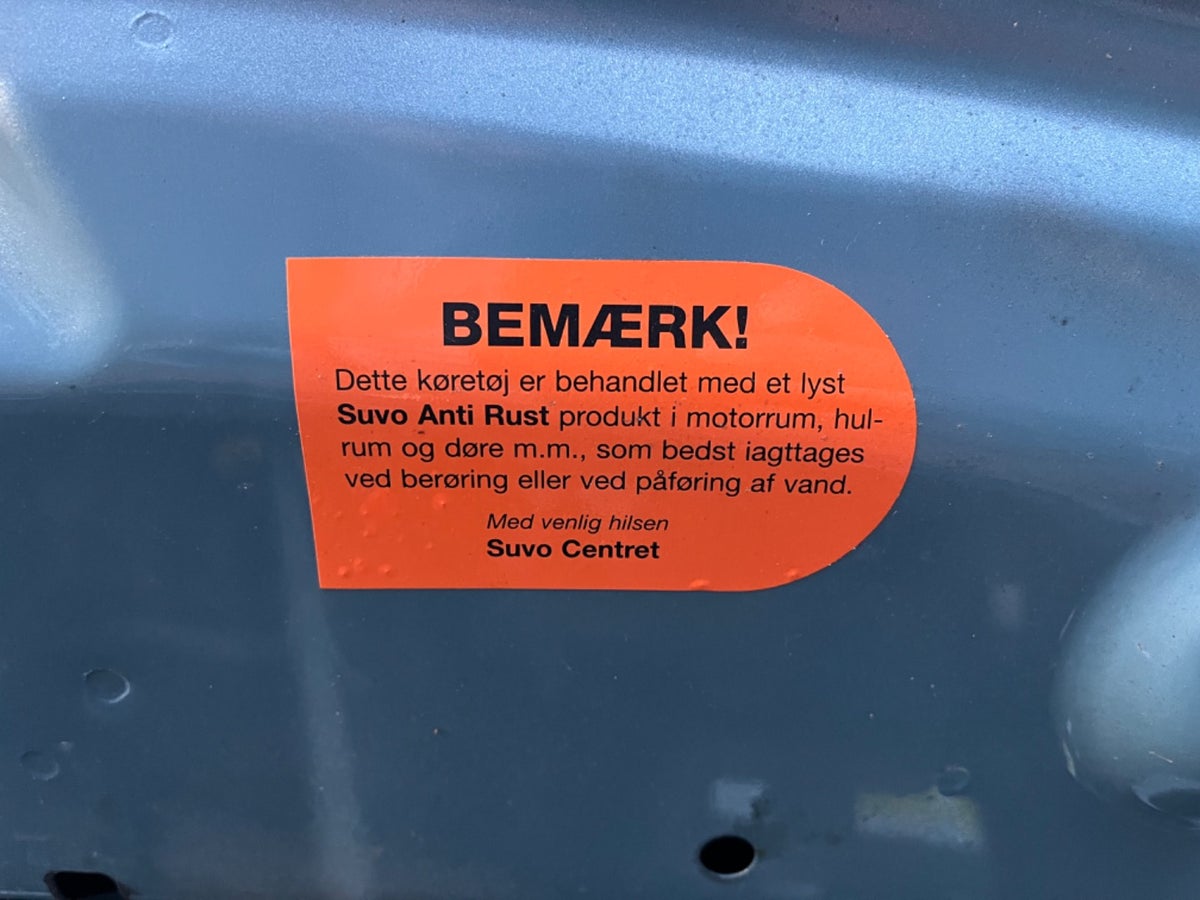 BEMÆRK!
Dette køretøj er behandlet med et lyst
Suvo Anti Rust produkt i motorrum, hul-
rum og døre m.m., som bedst iagttages
ved berøring eller ved påføring af vand.
Med venlig hilsen
Suvo Centret